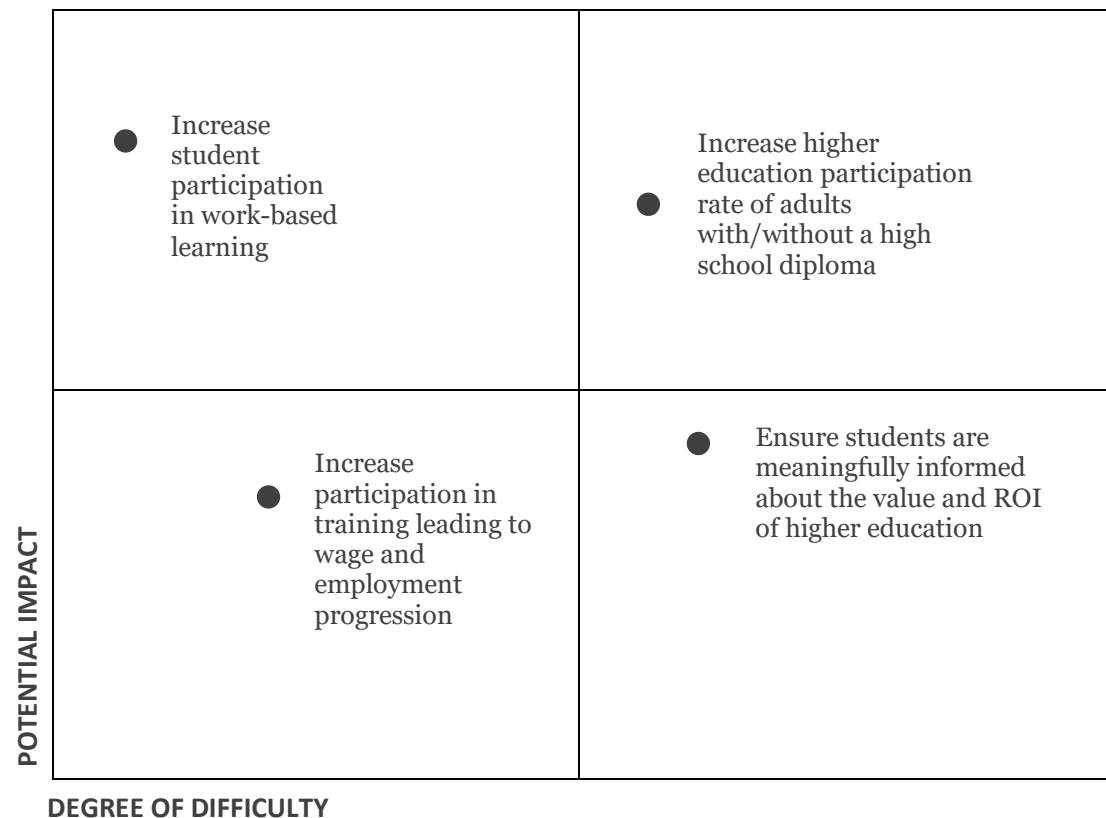 Increase
student
participation
in work-based
learning
Increase higher
education participation
rate of adults
with/without a high
school diploma
Increase
participation in
training leading to
wage and
employment
progression
Ensure students are
meaningfully informed
about the value and ROI
of higher education
POTENTIAL IMPACT
DEGREE OF DIFFICULTY